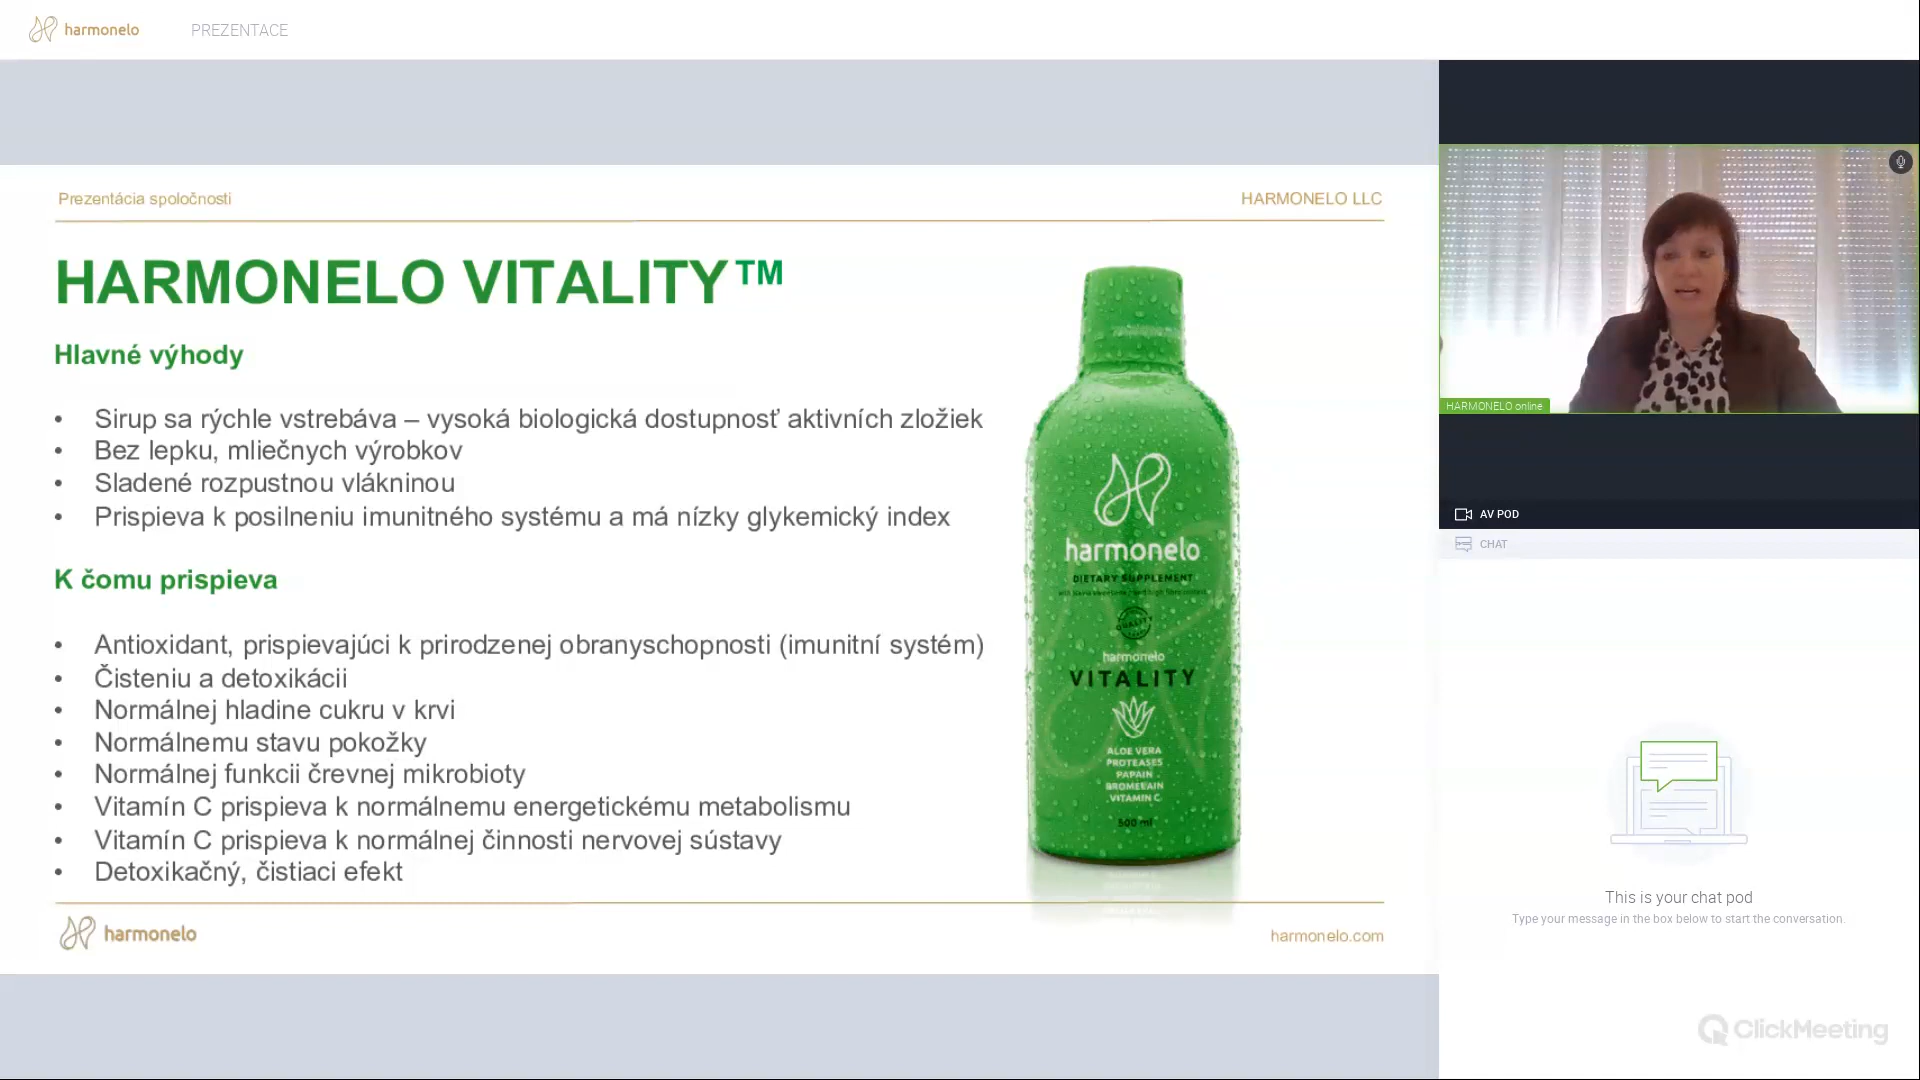 harmonelo
PREZENTACE
Prezentácia spoločnosti
HARMONELO LLC
HARMONELO VITALITY™
Hlavné výhody
• Sirup sa rýchle vstrebáva – vysoká biologická dostupnosť aktivních zložiek
• Bez lepku, mliečnych výrobkov
• Sladené rozpustnou vlákninou
• Prispieva k posilneniu imunitného systému a má nízky glykemický index
K čomu prispieva
• Antioxidant, prispievajúci k prirodzenej obranyschopnosti (imunitní systém)
• Čisteniu a detoxikácii
• Normálnej hladine cukru v krvi
• Normálnemu stavu pokožky
• Normálnej funkcii črevnej mikrobioty
• Vitamín C prispieva k normálnemu energetickému metabolismu
• Vitamín C prispieva k normálnej činnosti nervovej sústavy
• Detoxikačný, čistiaci efekt
harmonelo
DIETARY SUPPLEMENT
QUALITY
harmonelo
VITALITY
ALOE VERA
PROTEASES
PAPAIN
BROMELAIN
VITAMIN C
500 ml
harmonelo
harmonelo.com
HARMONELO online
AV POD
CHAT
This is your chat pod
Type your message in the box below to start the conversation.
ClickMeeting